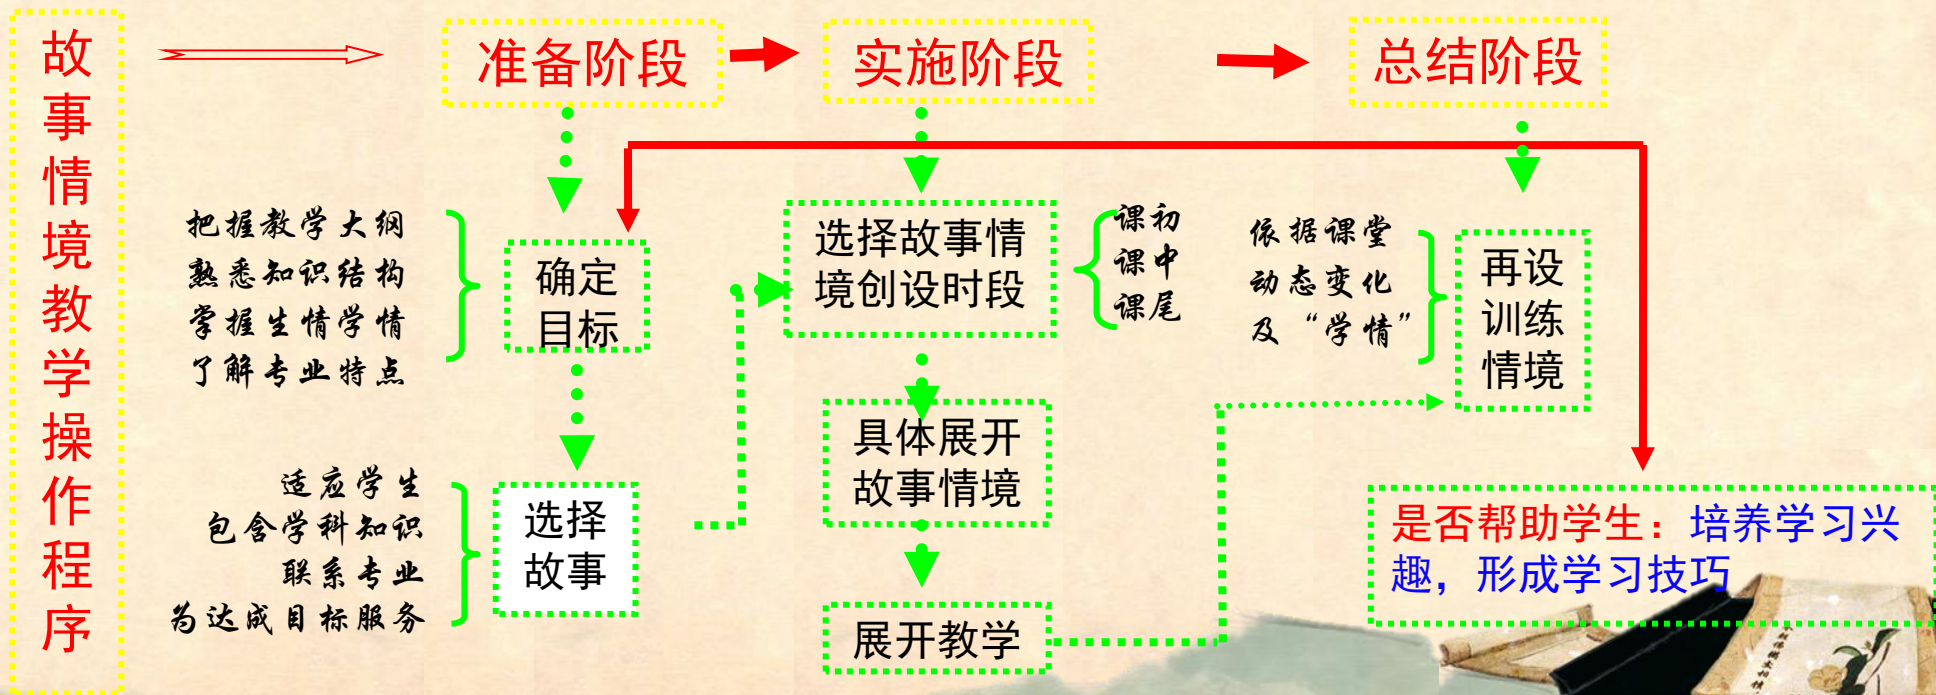 故事情境教学操作程序
准备阶段
实施阶段
总结阶段
把握教学大纲
熟悉知识结构
掌握生情学情
了解专业特点
确定
目标
适应学生
包含学科知识
联系专业
为达成目标服务
选择
故事
选择故事情
境创设时段
课初
课中
课尾
具体展开
故事情境
展开教学
依据课堂
动态变化
及“学情”
再设
训练
情境
是否帮助学生：培养学习兴
趣，形成学习技巧